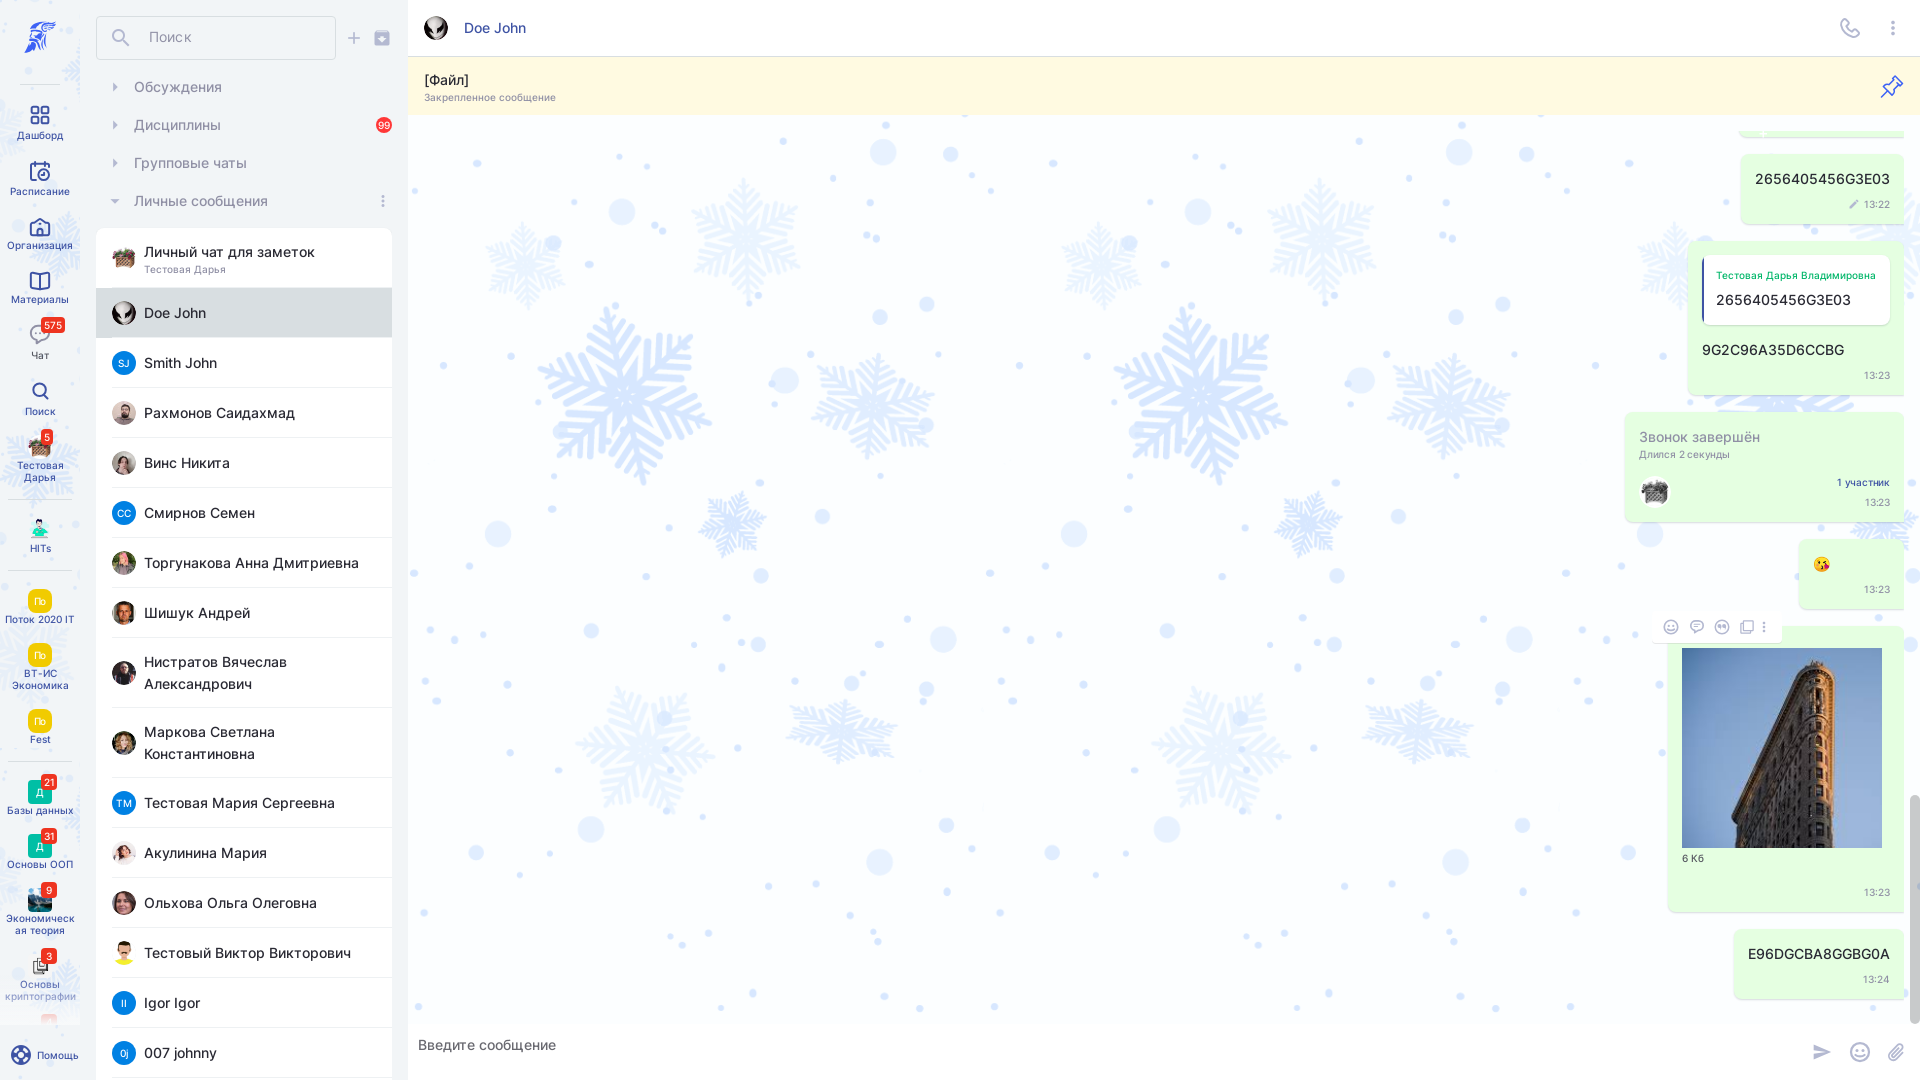 Дашборд
Расписание
Организация
Материалы
575
Чат
Поиск
5
Тестовая
Дарья
HITs
По
Поток 2020 IT
По
ВТ-ИС
Экономика
По
Fest
21
Д
Базы данных
31
Д
Основы ООП
9
Экономическ
ая теория
3
Основы
криптографии
Помощь
Поиск
Обсуждения
Дисциплины
99
Групповые чаты
Личные сообщения
Личный чат для заметок
Тестовая Дарья
Doe John
SJ
Smith John
Рахмонов Саидахмад
Винс Никита
СС
Смирнов Семен
Торгунакова Анна Дмитриевна
Шишук Андрей
Нистратов Вячеслав
Александрович
Маркова Светлана
Константиновна
ТМ
Тестовая Мария Сергеевна
Акулинина Мария
Ольхова Ольга Олеговна
Тестовый Виктор Викторович
II
Igor Igor
0j
007 johnny
Doe John
[Файл]
Закрепленное сообщение
2656405456G3E03
13:22
Тестовая Дарья Владимировна
2656405456G3E03
9G2C96A35D6CCBG
13:23
Звонок завершён
Длился 2 секунды
1 участник
13:23
13:23
6 Кб
13:23
E96DGCBA8GGBG0A
13:24
Введите сообщение